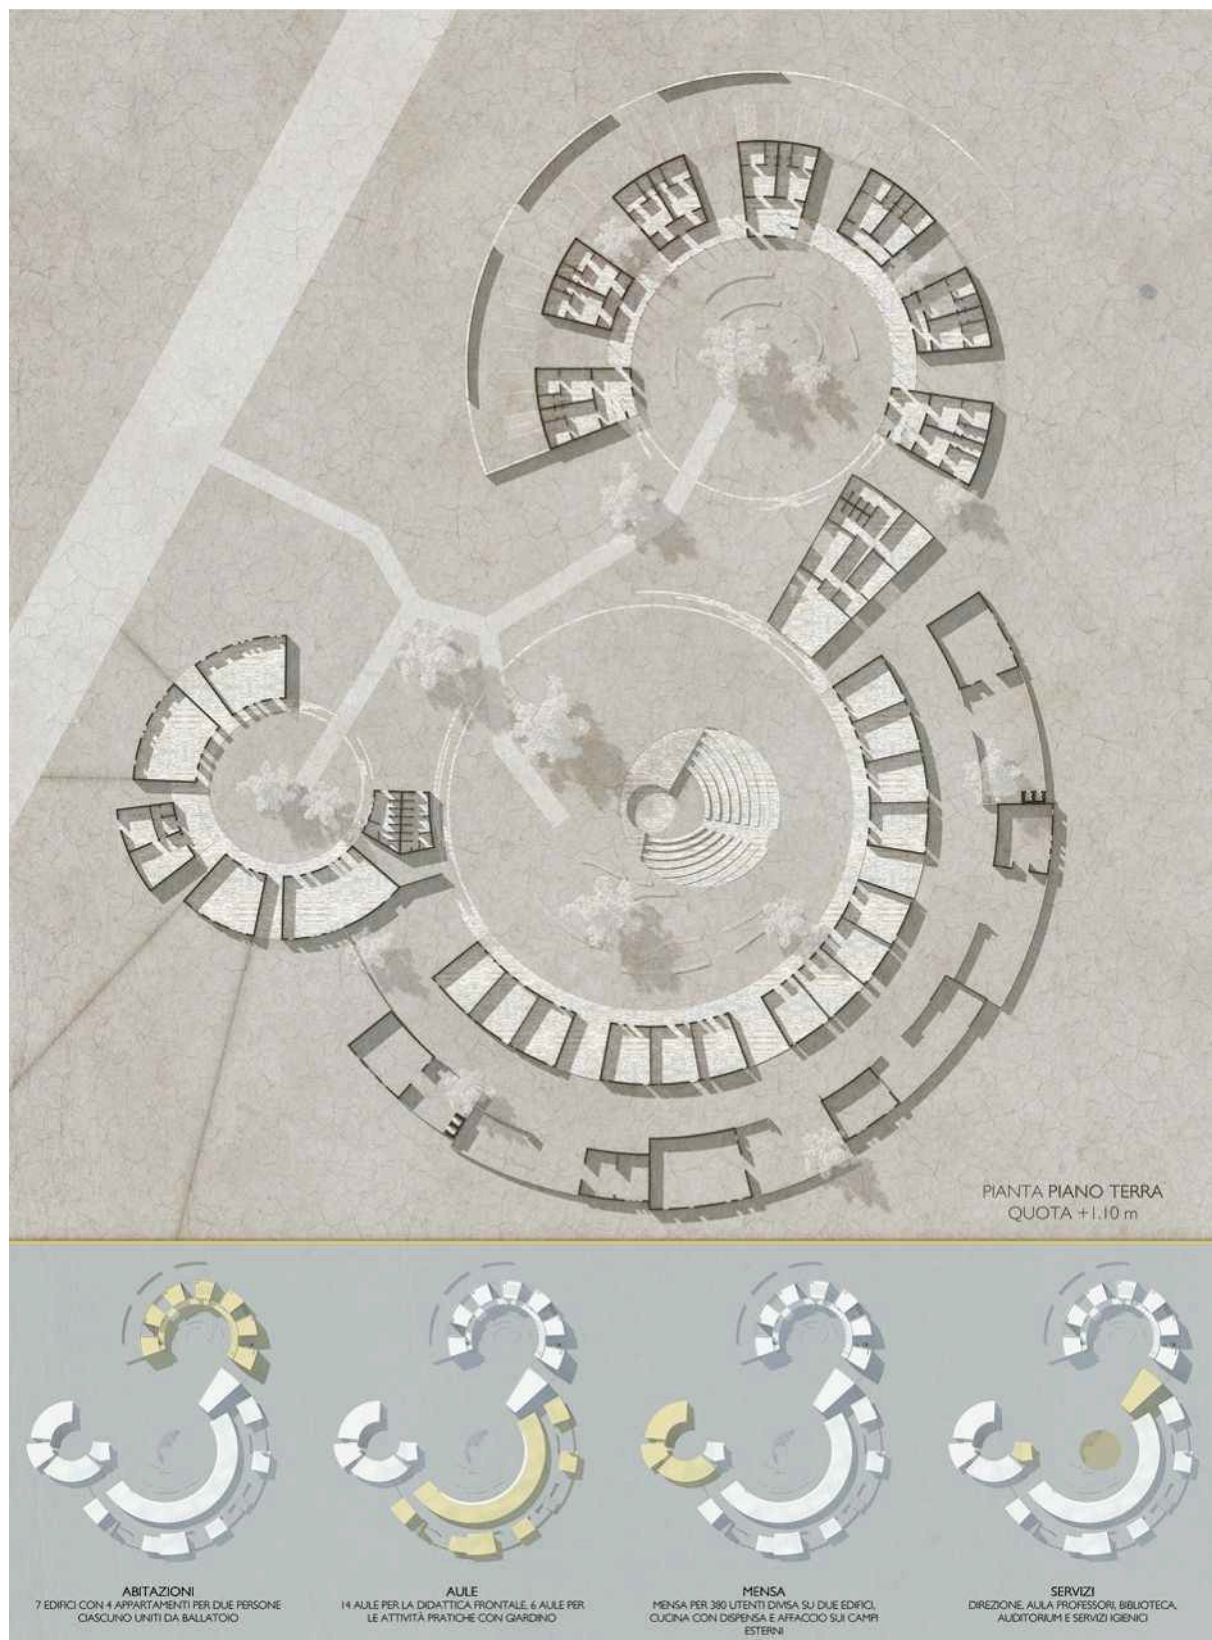 PIANTA PIANO TERRA
QUOTA +1.10 m
ABITAZIONI
7 EDIFICI CON 4 APPARTAMENTI PER DUE PERSONE
CIASCUNO UNITI DA BALLATOIO
AULE
14 AULE PER LA DIDATTICA FRONTALE, 6 AULE PER
LE ATTIVITÀ PRATICHE CON GIARDINO
MENSA
MENSA PER 380 UTENTI DIVISA SU DUE EDIFICI,
CUCINA CON DISPENSA E AFFACCIO SUI CAMPI
ESTERNI
SERVIZI
DIREZIONE, AULA PROFESSORI, BIBLIOTECA,
AUDITORIUM E SERVIZI IGIENICI